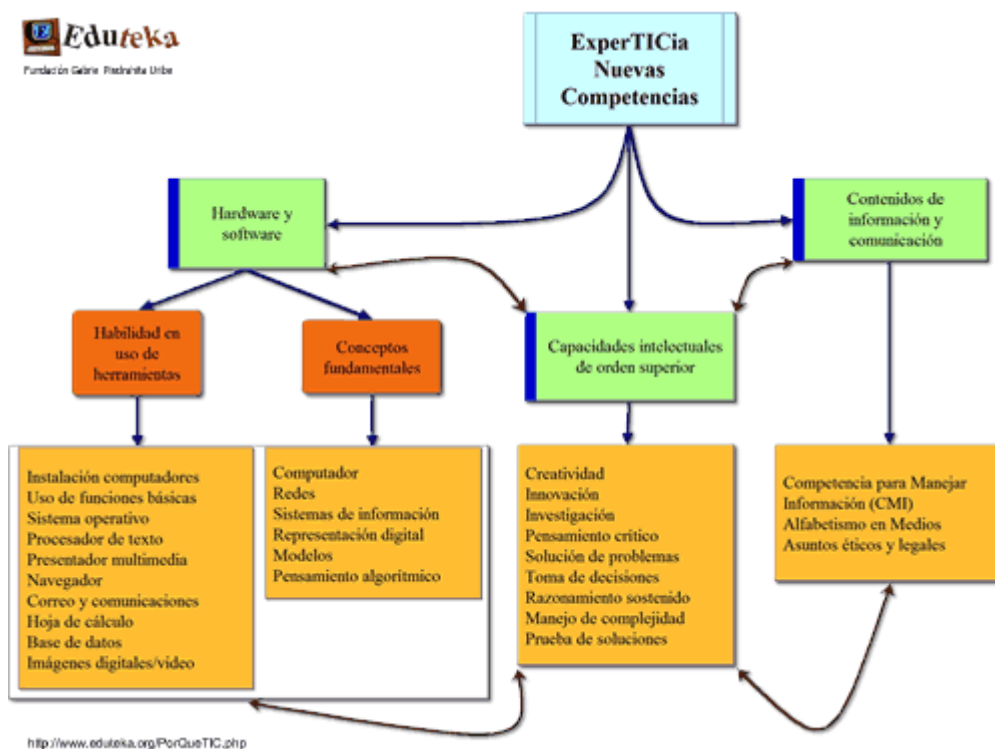 Eduteka
Fundación Gabriel Piedrahita Uribe
ExperTICia
Nuevas
Competencias
Hardware y
software
Contenidos de
información y
comunicación
Habilidad en
uso de
herramientas
Conceptos
fundamentales
Capacidades intelectuales
de orden superior
Instalación computadores
Uso de funciones básicas
Sistema operativo
Procesador de texto
Presentador multimedia
Navegador
Correo y comunicaciones
Hoja de cálculo
Base de datos
Imágenes digitales/video
Computador
Redes
Sistemas de información
Representación digital
Modelos
Pensamiento algorítmico
Creatividad
Innovación
Investigación
Pensamiento crítico
Solución de problemas
Toma de decisiones
Razonamiento sostenido
Manejo de complejidad
Prueba de soluciones
Competencia para Manejar
Información (CMI)
Alfabetismo en Medios
Asuntos éticos y legales
http://www.eduteka.org/PorQueTIC.php